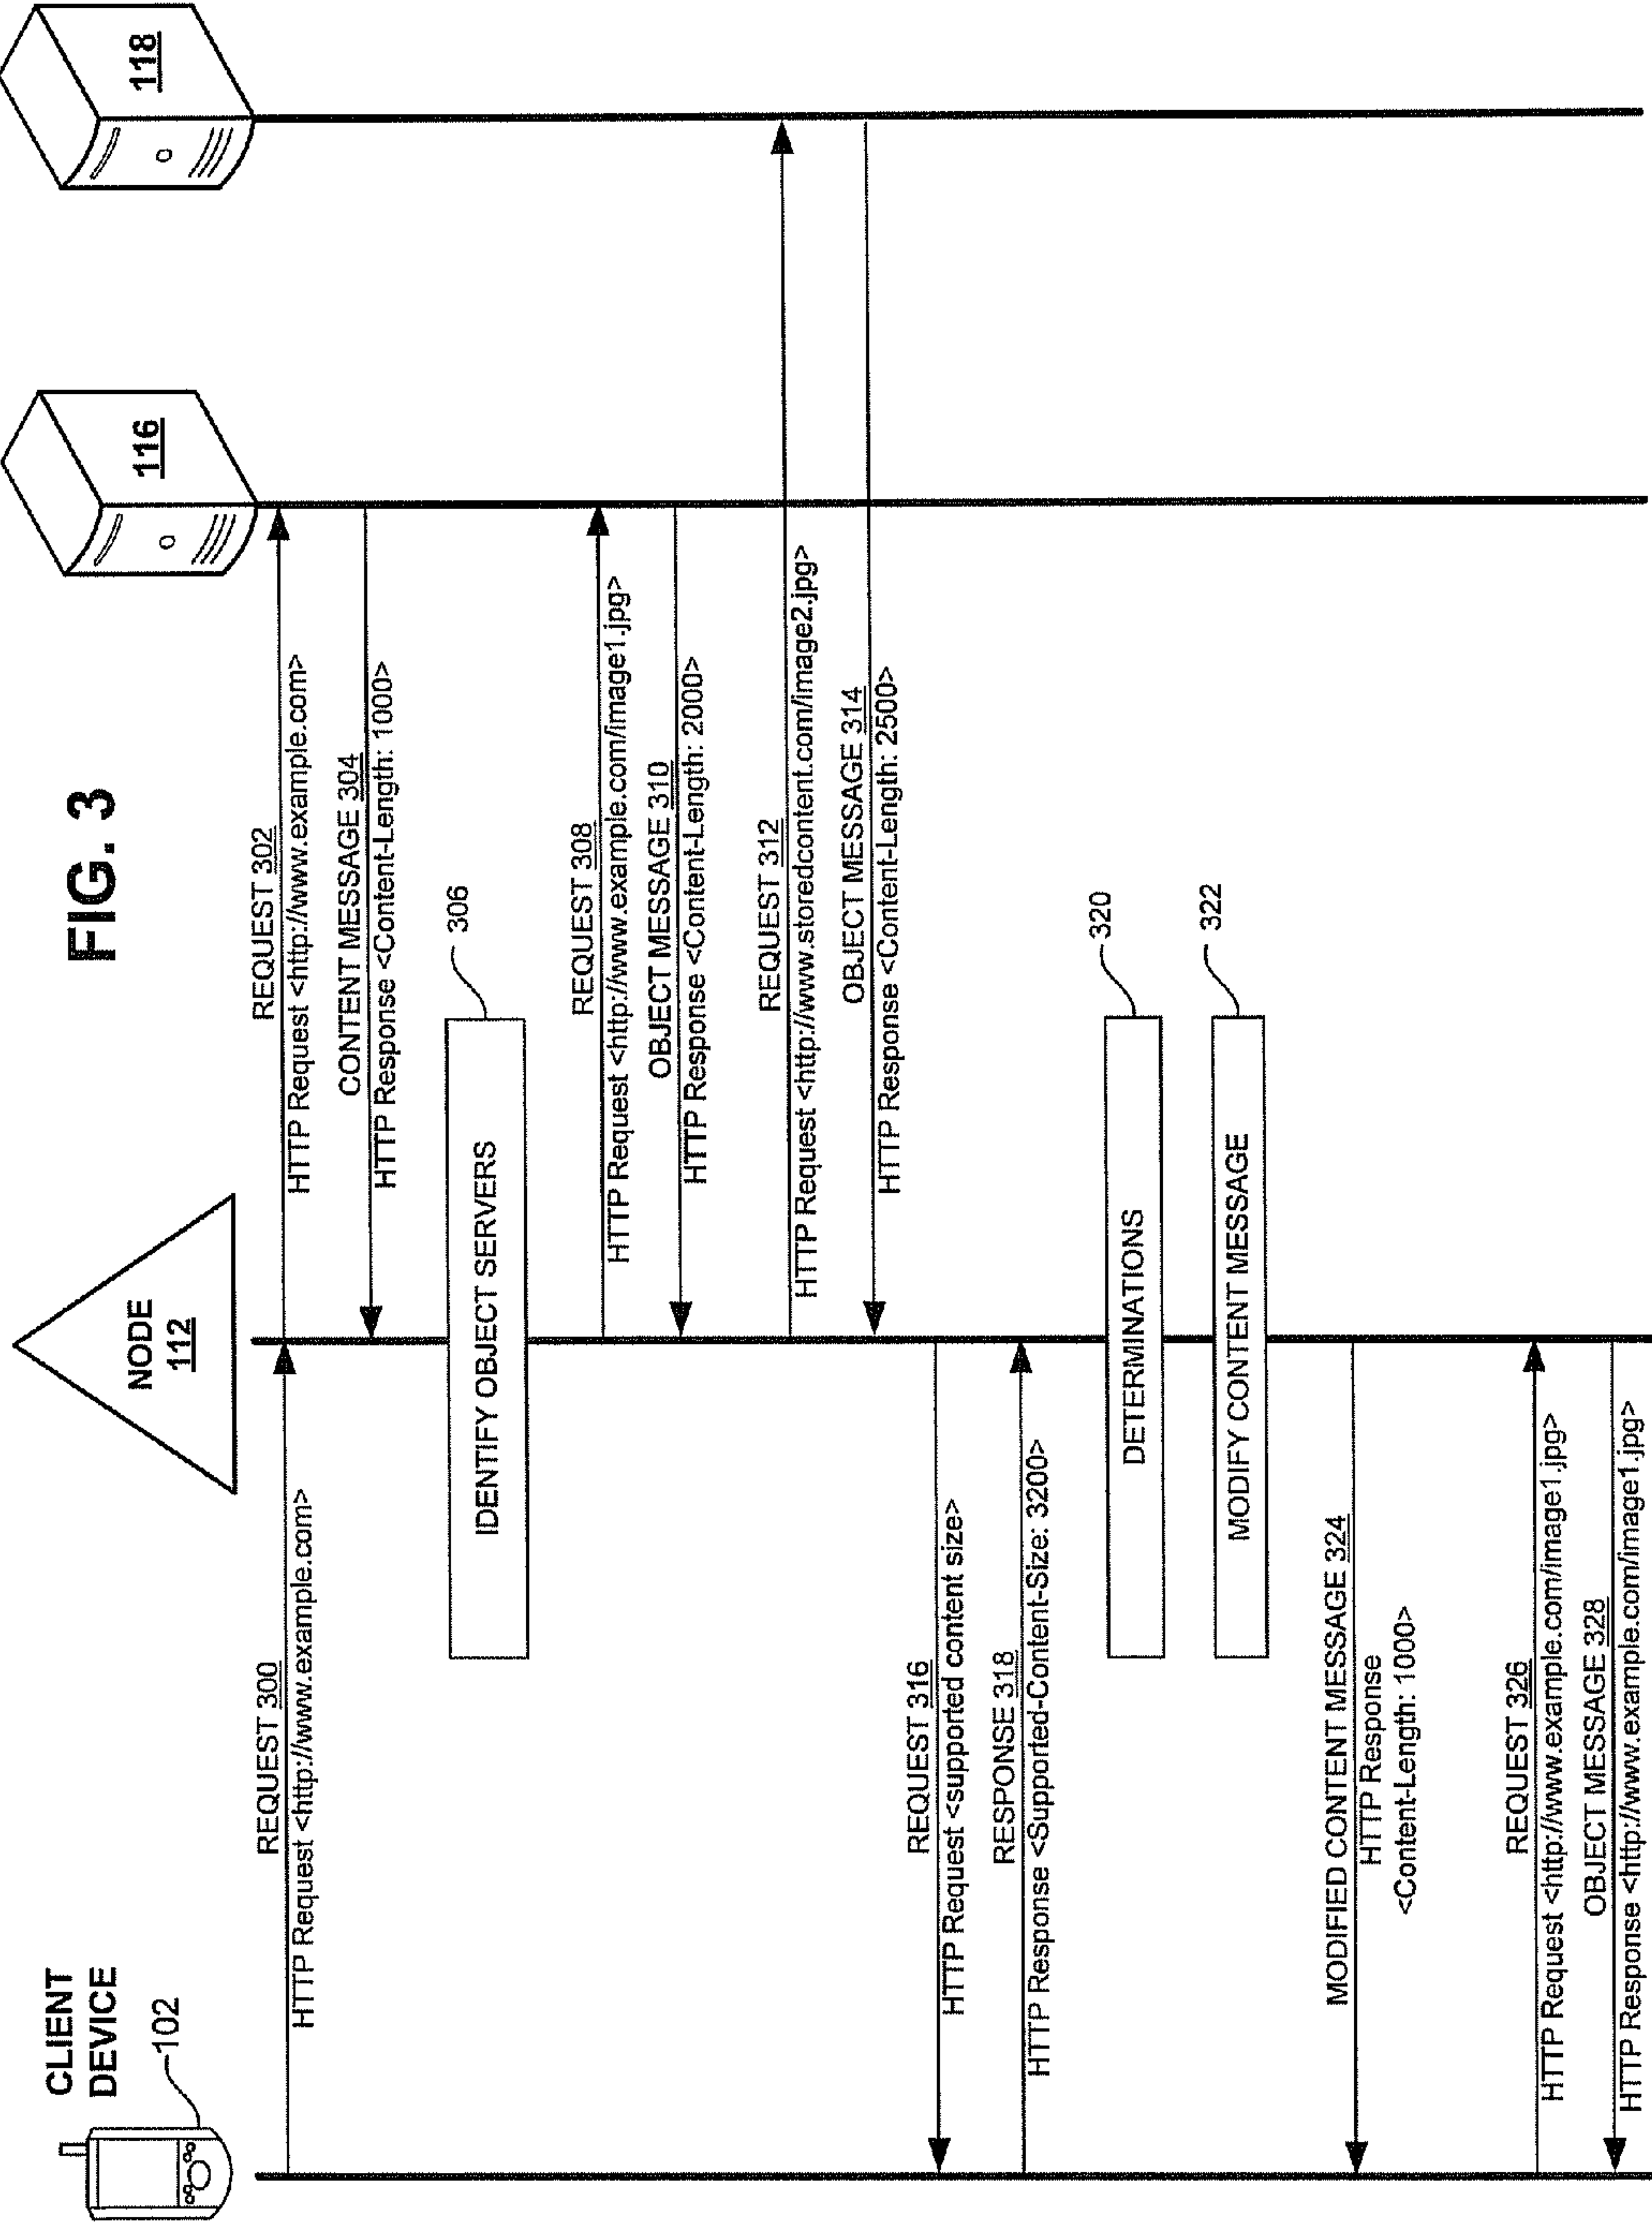 FIG. 3
CLIENT
DEVICE
102
NODE
112
116
118
REQUEST 300
HTTP Request <http://www.example.com>
REQUEST 302
HTTP Request <http://www.example.com>
CONTENT MESSAGE 304
HTTP Response <Content-Length: 1000>
IDENTIFY OBJECT SERVERS
306
REQUEST 308
HTTP Request <http://www.example.com/image1.jpg>
OBJECT MESSAGE 310
HTTP Response <Content-Length: 2000>
REQUEST 312
HTTP Request <http://www.storedcontent.com/image2.jpg>
OBJECT MESSAGE 314
HTTP Response <Content-Length: 2500>
REQUEST 316
HTTP Request <supported content size>
RESPONSE 318
HTTP Response <Supported-Content-Size: 3200>
DETERMINATIONS
320
MODIFY CONTENT MESSAGE
322
MODIFIED CONTENT MESSAGE 324
HTTP Response
<Content-Length: 1000>
REQUEST 326
HTTP Request <http://www.example.com/image1.jpg>
OBJECT MESSAGE 328
HTTP Response <http://www.example.com/image1.jpg>